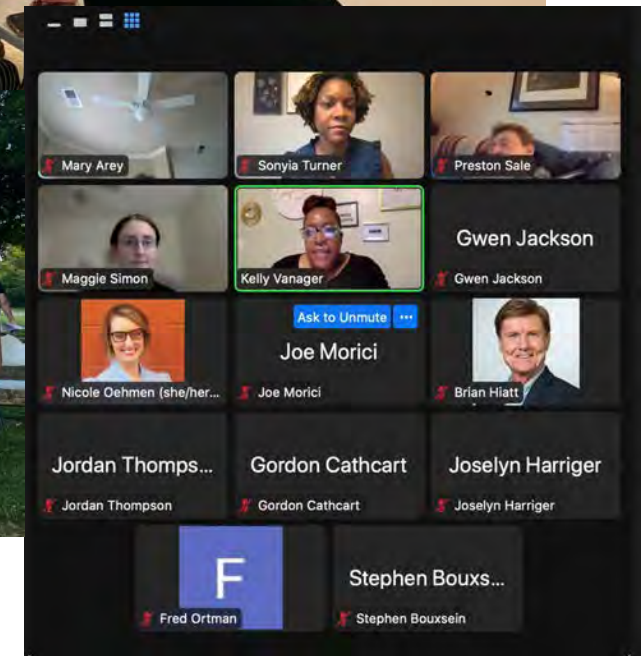 Mary Arey
Sonyia Turner
Preston Sale
Maggie Simon
Kelly Vanager
Gwen Jackson
Gwen Jackson
Nicole Oehmen (she/her...
Ask to Unmute ...
Joe Morici
Joe Morici
Brian Hiatt
Jordan Thomps...
Jordan Thompson
Gordon Cathcart
Gordon Cathcart
Joselyn Harriger
Joselyn Harriger
F
Fred Ortman
Stephen Bouxs...
Stephen Bouxsein